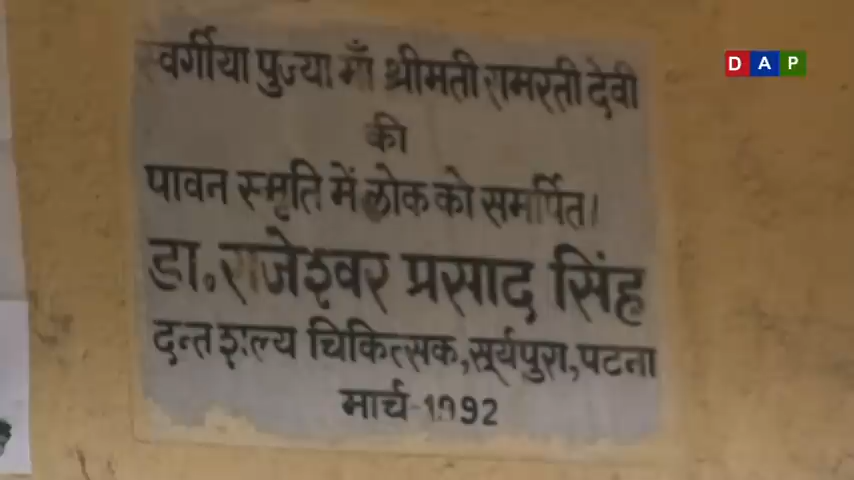 स्वर्गीया पुज्या माँ श्रीमती रामरती देवी
की
पावन स्मृति में लोक को समर्पित।
डा. राजेश्वर प्रसाद सिंह
दन्त शल्य चिकित्सक, सूर्यपुरा, पटना
मार्च-1992
DAP